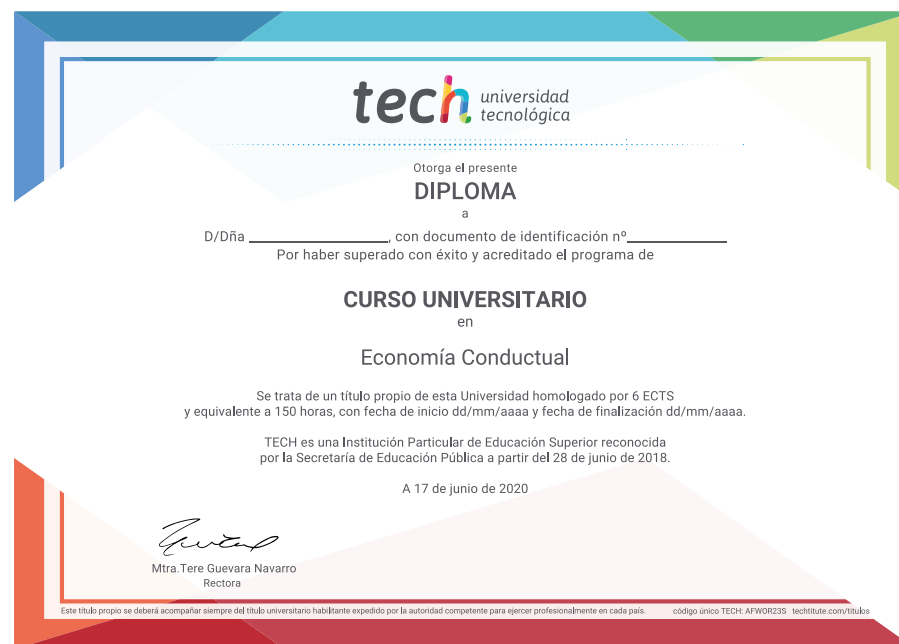 tech universidad
tecnológica
Otorga el presente
DIPLOMA
a
D/Dña ________________, con documento de identificación nº____________
Por haber superado con éxito y acreditado el programa de
CURSO UNIVERSITARIO
en
Economía Conductual
Se trata de un título propio de esta Universidad homologado por 6 ECTS
y equivalente a 150 horas, con fecha de inicio dd/mm/aaaa y fecha de finalización dd/mm/aaaa.
TECH es una Institución Particular de Educación Superior reconocida
por la Secretaría de Educación Pública a partir del 28 de junio de 2018.
A 17 de junio de 2020
Mtra.Tere Guevara Navarro
Rectora
Este título propio se deberá acompañar siempre del título universitario habilitante expedido por la autoridad competente para ejercer profesionalmente en cada país. código único TECH: AFWOR23S techtitute.com/titulos